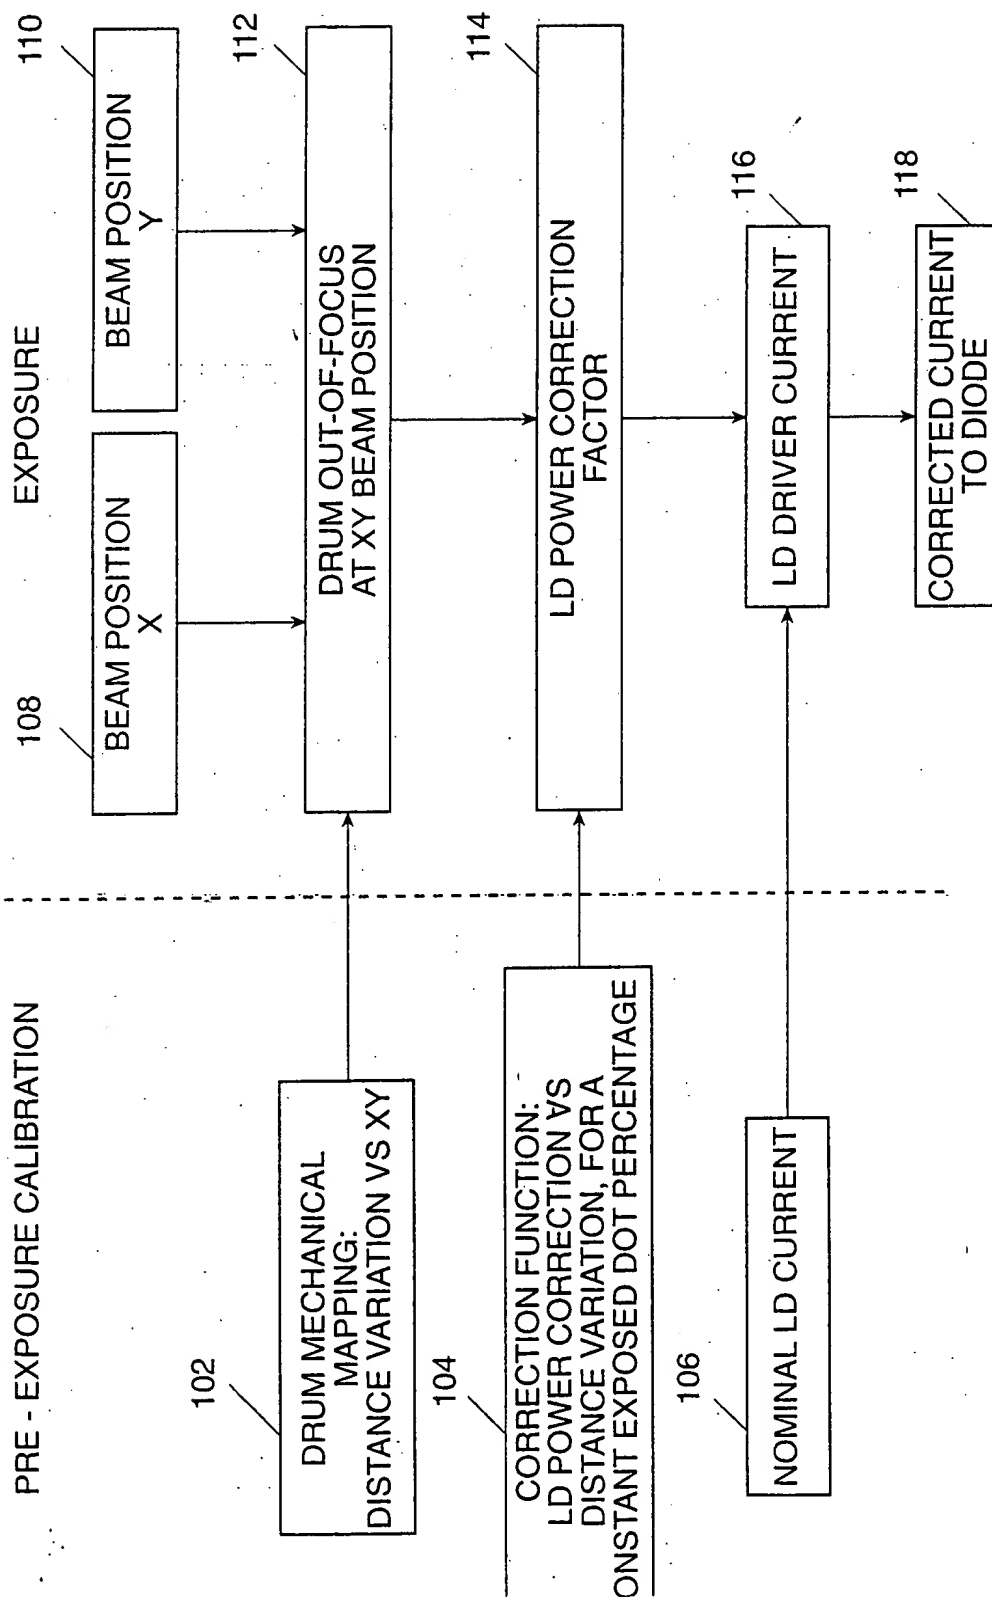 PRE - EXPOSURE CALIBRATION
102
DRUM MECHANICAL
MAPPING:
DISTANCE VARIATION VS XY
104
CORRECTION FUNCTION:
LD POWER CORRECTION VS
DISTANCE VARIATION, FOR A
ONSTANT EXPOSED DOT PERCENTAGE
106
NOMINAL LD CURRENT
EXPOSURE
108
BEAM POSITION
X
110
BEAM POSITION
Y
112
DRUM OUT-OF-FOCUS
AT XY BEAM POSITION
114
LD POWER CORRECTION
FACTOR
116
LD DRIVER CURRENT
118
CORRECTED CURRENT
TO DIODE